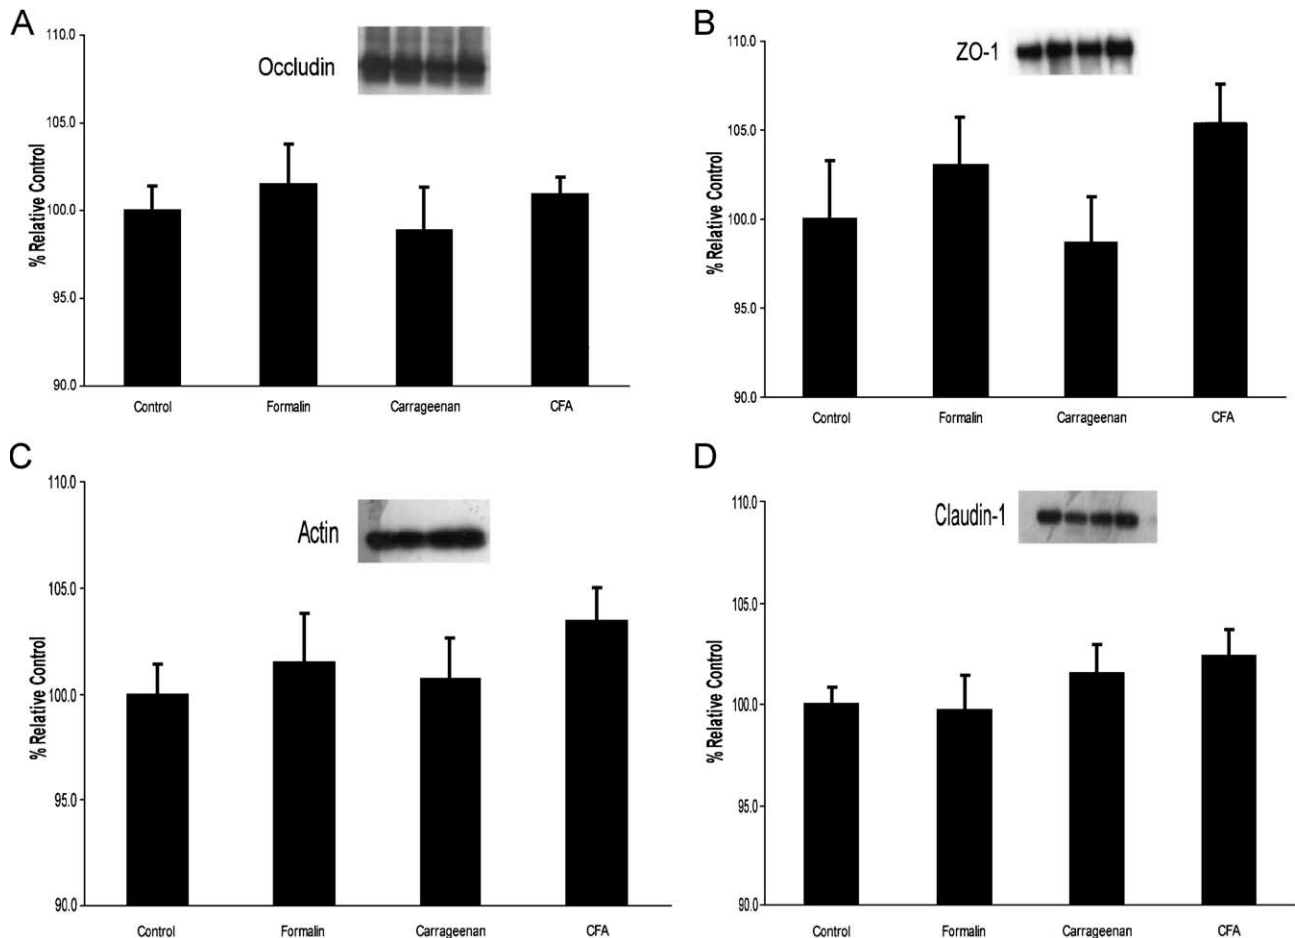 A
Occludin
% Relative Control
110.0
105.0
100.0
95.0
90.0
Control Formalin Carrageenan CFA
B
ZO-1
% Relative Control
110.0
105.0
100.0
95.0
90.0
Control Formalin Carrageenan CFA
C
Actin
% Relative Control
110.0
105.0
100.0
95.0
90.0
Control Formalin Carrageenan CFA
D
Claudin-1
% Relative Control
110.0
105.0
100.0
95.0
90.0
Control Formalin Carrageenan CFA